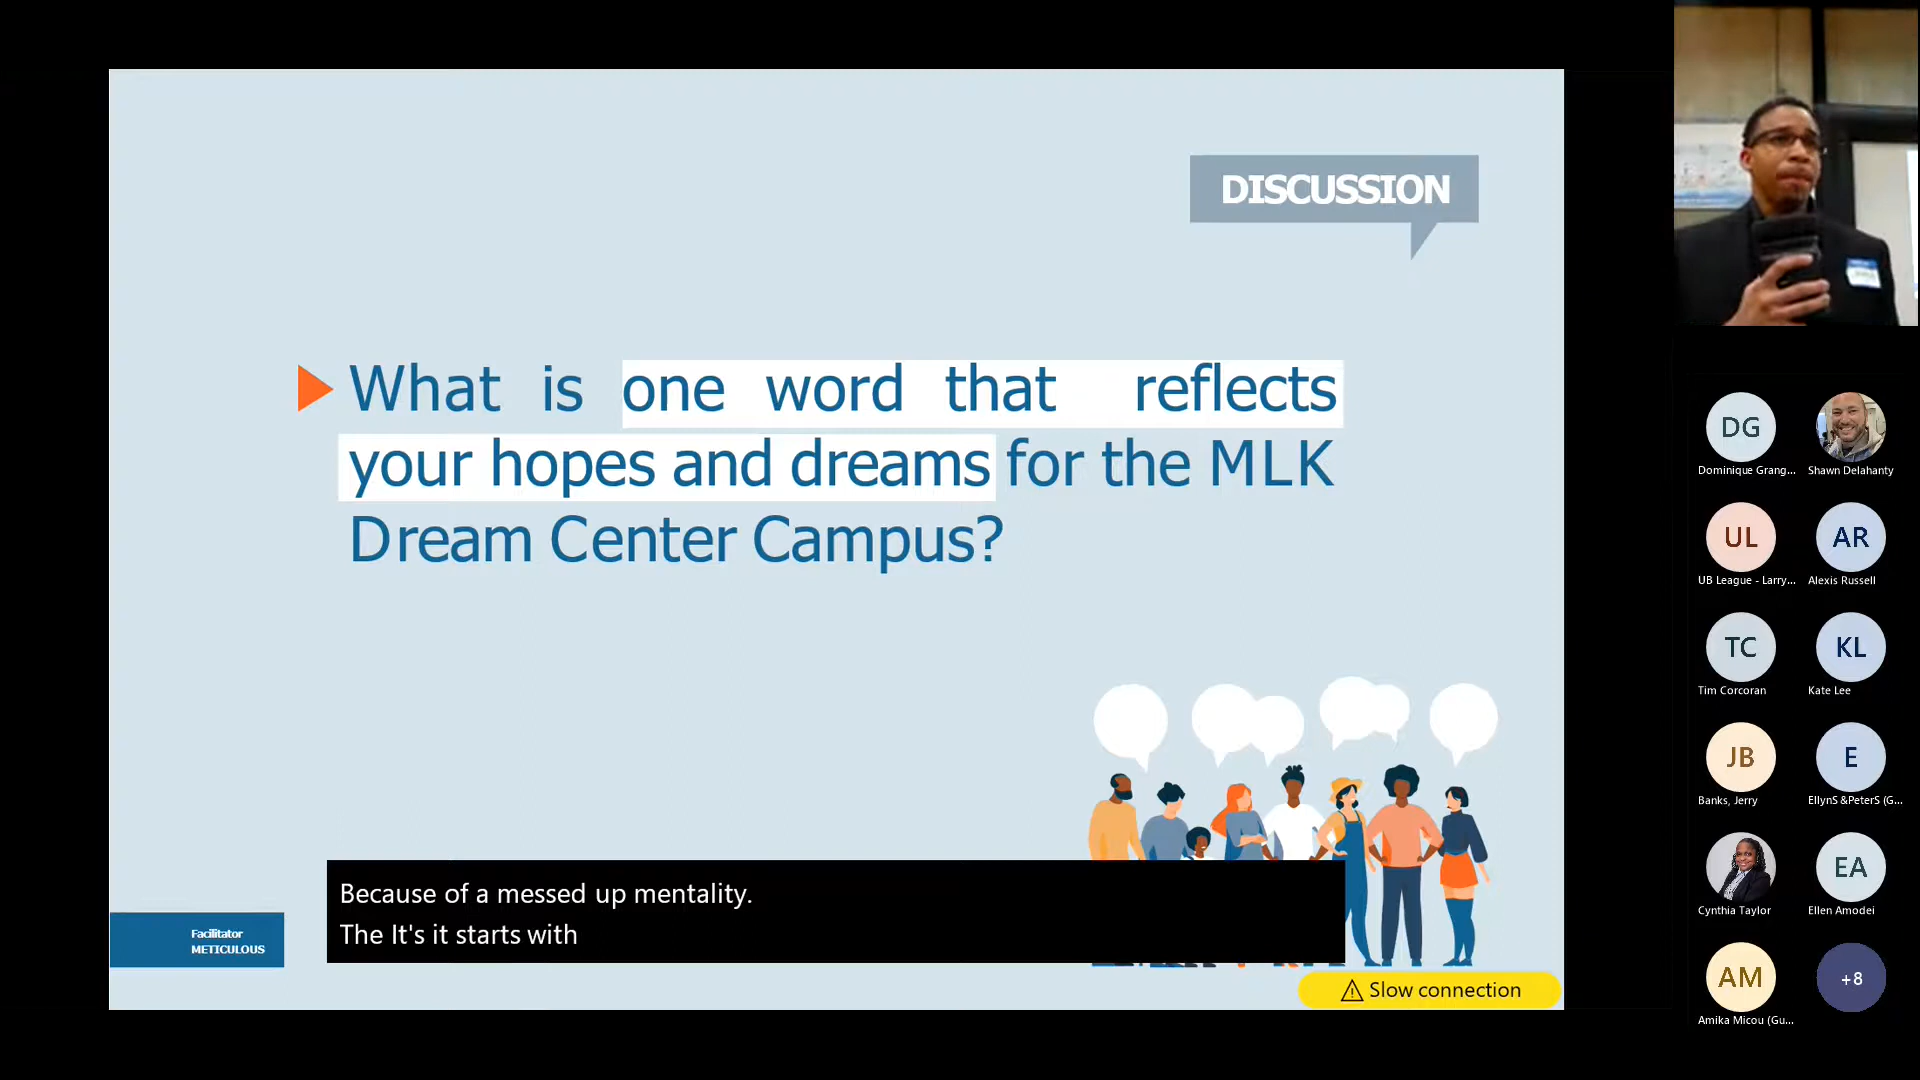 DISCUSSION
What is one word that reflects
your hopes and dreams for the MLK
Dream Center Campus?
Facilitator
METICULOUS
Because of a messed up mentality.
The It's it starts with
Slow connection
DG
Dominique Grang...
Shawn Delahanty
UL
UB League - Larry...
AR
Alexis Russell
TC
Tim Corcoran
KL
Kate Lee
JB
Banks, Jerry
E
EllynS &PeterS (G...
Cynthia Taylor
EA
Ellen Amodei
AM
Amika Micou (Gu...
+8